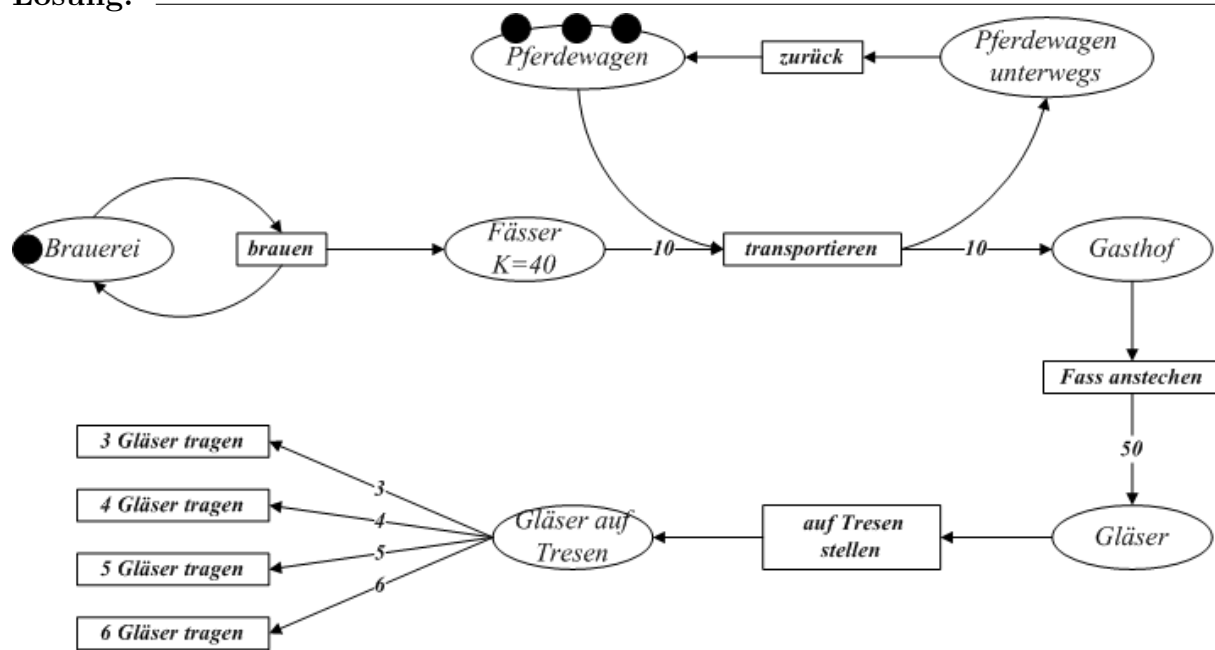 Lösung:
Pferdewagen
zurück
Pferdewagen
unterwegs
Brauerei
brauen
Fässer
K=40
10
transportieren
10
Gasthof
Fass anstechen
50
Gläser
auf Tresen
stellen
Gläser auf
Tresen
3
4
5
6
3 Gläser tragen
4 Gläser tragen
5 Gläser tragen
6 Gläser tragen